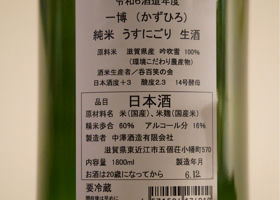 令和6酒造年度
一博(かずひろ)
純米 うすにごり 生酒
原料米 / 滋賀県産 吟吹雪 100%
(環境こだわり農産物)
酒米生産者/呑百笑の会
日本酒度+3 酸度2.3 14号酵母
品目 日本酒
原材料名 米(国産)、米麹(国産米)
精米歩合 60% アルコール分 16%
中澤酒造有限会社
滋賀県東近江市五個荘小幡町570
内容量 1800ml 製造年月
お酒は20歳になってから 6.12
要冷蔵